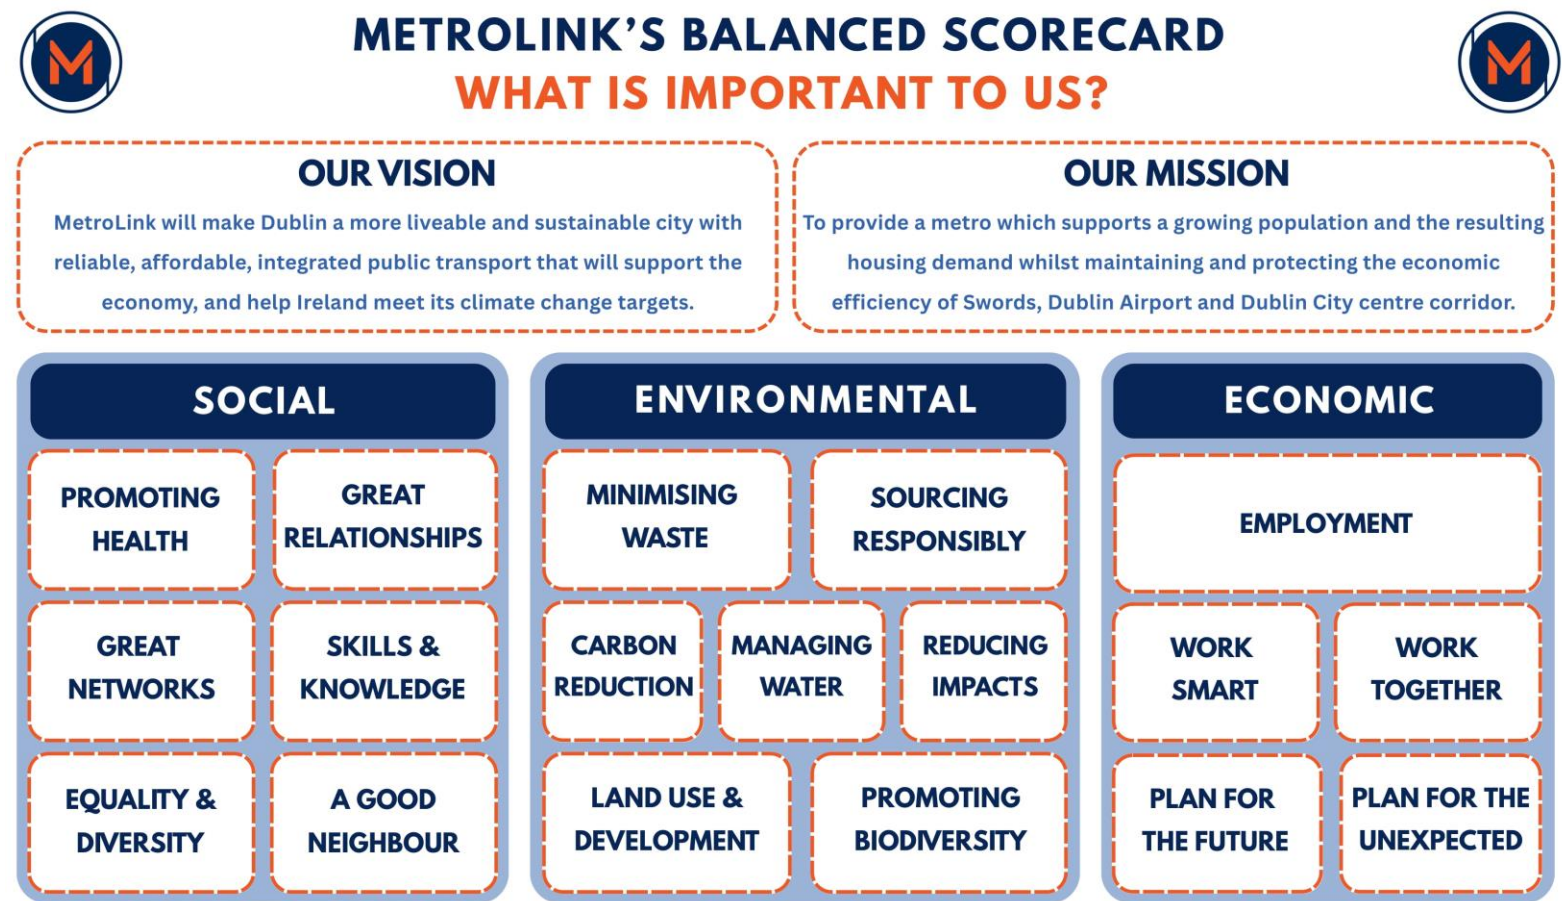 METROLINK'S BALANCED SCORECARD
WHAT IS IMPORTANT TO US?
OUR VISION
MetroLink will make Dublin a more liveable and sustainable city with
reliable, affordable, integrated public transport that will support the
economy, and help Ireland meet its climate change targets.
OUR MISSION
To provide a metro which supports a growing population and the resulting
housing demand whilst maintaining and protecting the economic
efficiency of Swords, Dublin Airport and Dublin City centre corridor.
SOCIAL
PROMOTING
HEALTH
GREAT
RELATIONSHIPS
GREAT
NETWORKS
SKILLS &
KNOWLEDGE
EQUALITY &
DIVERSITY
A GOOD
NEIGHBOUR
ENVIRONMENTAL
MINIMISING
WASTE
SOURCING
RESPONSIBLY
CARBON
REDUCTION
MANAGING
WATER
REDUCING
IMPACTS
LAND USE &
DEVELOPMENT
PROMOTING
BIODIVERSITY
ECONOMIC
EMPLOYMENT
WORK
SMART
WORK
TOGETHER
PLAN FOR
THE FUTURE
PLAN FOR THE
UNEXPECTED